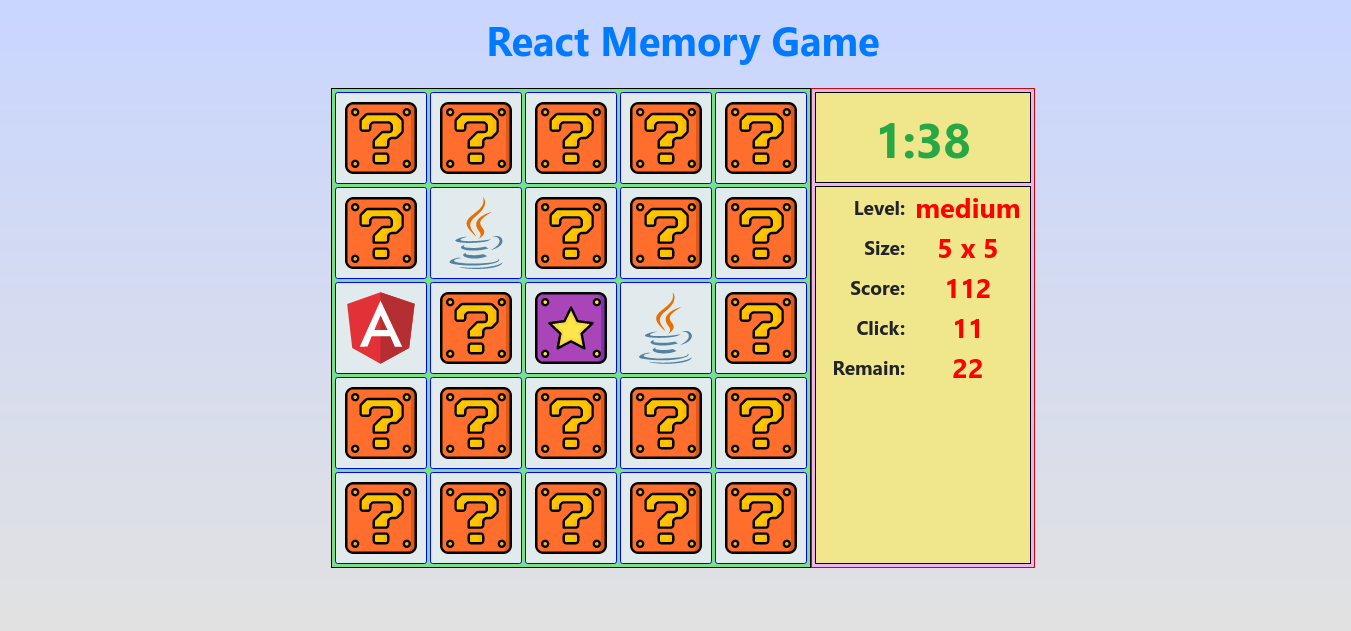 React Memory Game
1:38
Level: medium
Size: 5 x 5
Score: 112
Click: 11
Remain: 22